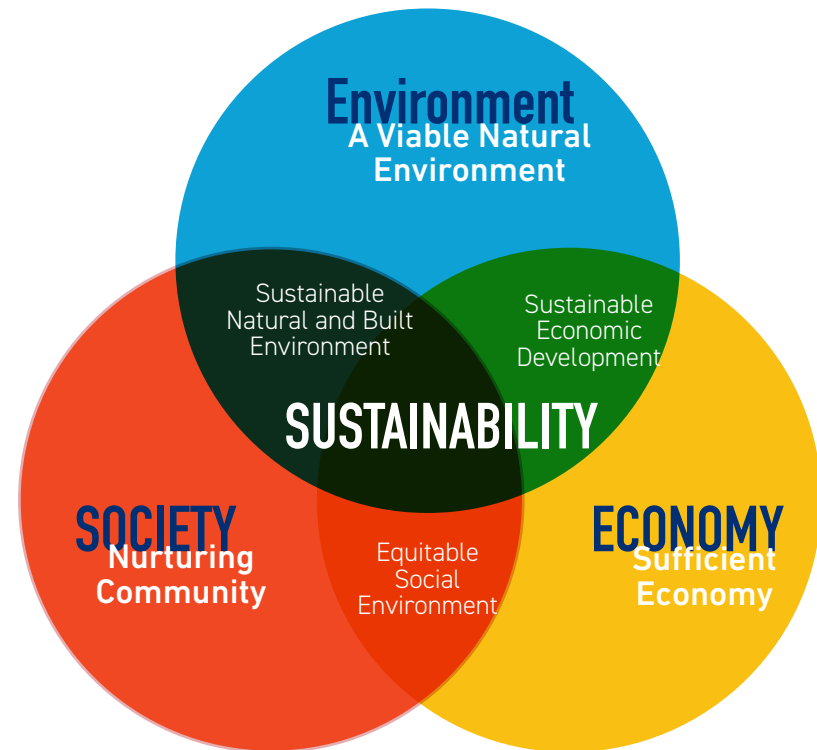 Environment
A Viable Natural
Environment
Sustainable
Natural and Built
Environment
Sustainable
Economic
Development
SUSTAINABILITY
SOCIETY
Nurturing
Community
Equitable
Social
Environment
ECONOMY
Sufficient
Economy